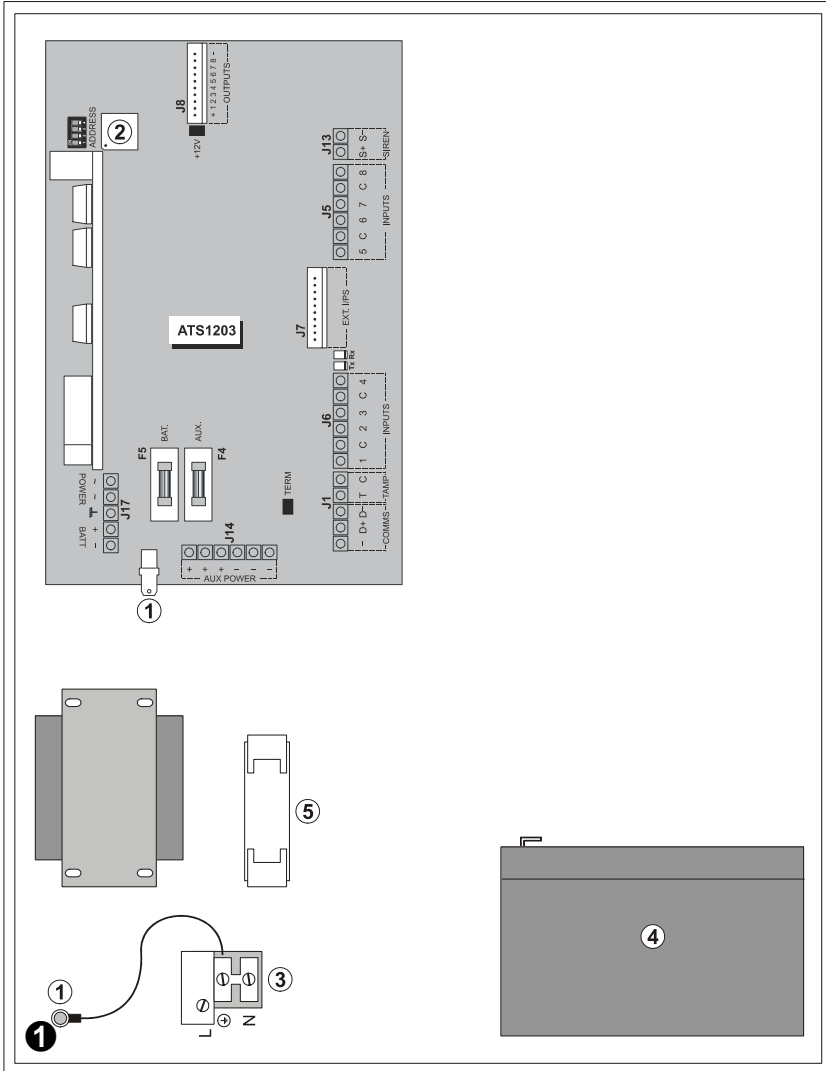 J8
+ 1 2 3 4 5 6 7 8 -
OUTPUTS
+12V
ADDRESS
2
J13
S+ S-
SIREN
J5
5 C 6 7 C 8
INPUTS
J7
EXT. I/PS
ATS1203
Tx Rx
J6
1 C 2 3 C 4
INPUTS
F5
BAT.
AUX.
F4
POWER
BATT
~ ~
+ -
J17
TERM
J1
- D+ D- T C
COMMS
TAMP
J14
+ + + - - -
AUX POWER
1
5
4
3
1
1
L
N